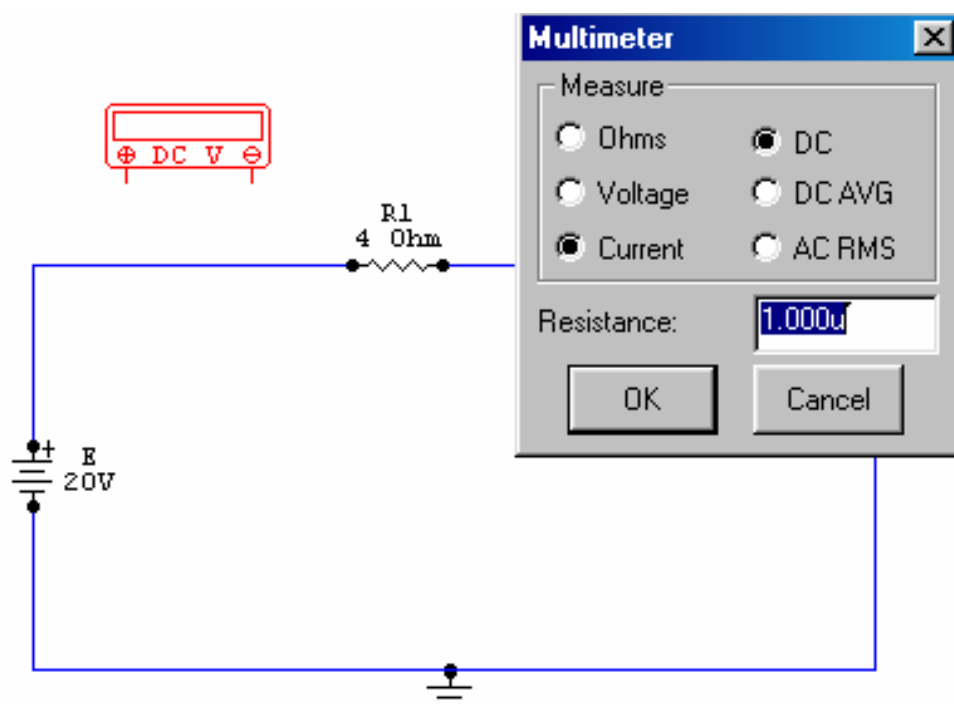 Multimeter
Measure
Ohms
DC
Voltage
DC AVG
Current
AC RMS
Resistance:
1.000u
OK
Cancel
DC V
R1
4 Ohm
+
E
20V